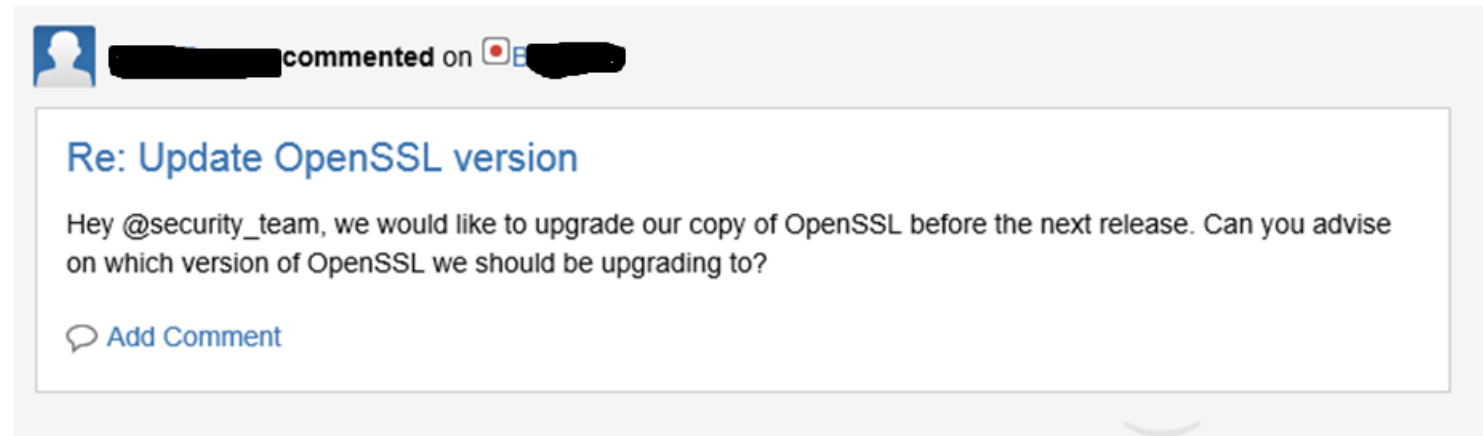 commented on B
Re: Update OpenSSL version
Hey @security_team, we would like to upgrade our copy of OpenSSL before the next release. Can you advise
on which version of OpenSSL we should be upgrading to?
Add Comment